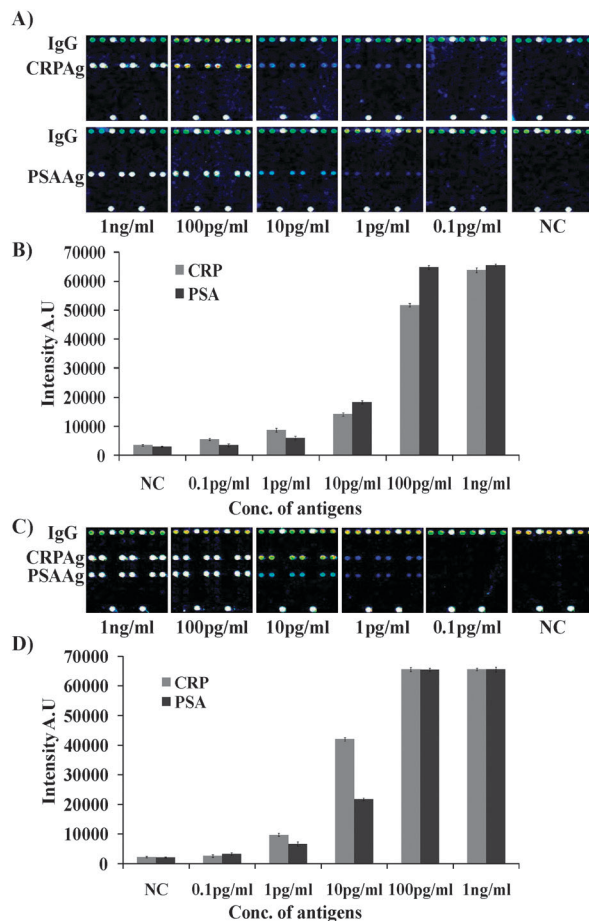 A)
IgG
CRPAg
IgG
PSAAg
1ng/ml 100pg/ml 10pg/ml 1pg/ml 0.1pg/ml NC
B)
70000
60000
50000
40000
30000
20000
10000
0
Intensity A.U
CRP
PSA
NC 0.1pg/ml 1pg/ml 10pg/ml 100pg/ml 1ng/ml
Conc. of antigens
C)
IgG
CRPAg
PSAAg
1ng/ml 100pg/ml 10pg/ml 1pg/ml 0.1pg/ml NC
D)
70000
60000
50000
40000
30000
20000
10000
0
Intensity A.U
CRP
PSA
NC 0.1pg/ml 1pg/ml 10pg/ml 100pg/ml 1ng/ml
Conc. of antigens